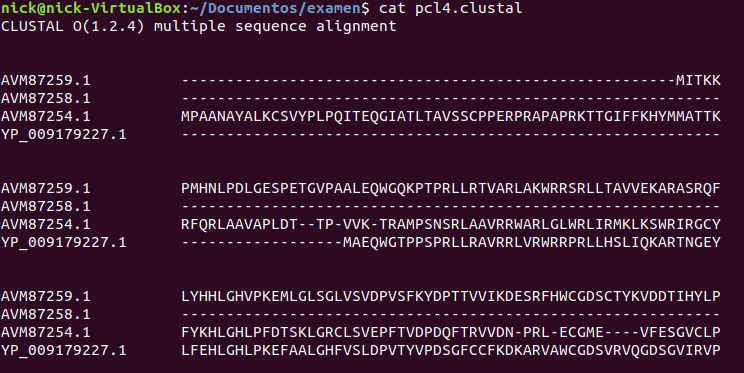 nick@nick-VirtualBox:~/Documentos/examen$ cat pcl4.clustal
CLUSTAL O(1.2.4) multiple sequence alignment
AVM87259.1 -------------------------------------------------------MITKK
AVM87258.1 ------------------------------------------------------------
AVM87254.1 MPAANAYALKCSVYPLPQITEQGIATLTAVSSCPPERPRAPAPRKTTGIFFKHYMMATTK
YP_009179227.1 ------------------------------------------------------------
AVM87259.1 PMHNLPDLGESPETGVPAALEQWGQKPTPRLLRTVARLAKWRRSRLLTAVVEKARASRQF
AVM87258.1 ------------------------------------------------------------
AVM87254.1 RFQRLAAVAPLDT--TP-VVK-TRAMPSNSRLAAVRRWARLGLWRLIRMKLKSWRIRGCY
YP_009179227.1 ------------------MAEQWGTPPSPRLLRAVRRLVRWRRPRLLHSLIQKARTNGEY
AVM87259.1 LYHHLGHVPKEMLGLSGLVSVDPVSFKYDPTTVVIKDESRFHWCGDSCTYKVDDTIHYLP
AVM87258.1 ------------------------------------------------------------
AVM87254.1 FYKHLGHLPFDTSKLGRCLSVEPFTVDPDQFTRVVDN-PRL-ECGME----VFESGVCLP
YP_009179227.1 LFEHLGHLPKEFAALGHFVSLDPVTYVPDSGFCCFKDKARVAWCGDSVRVQGDSGVIRVP